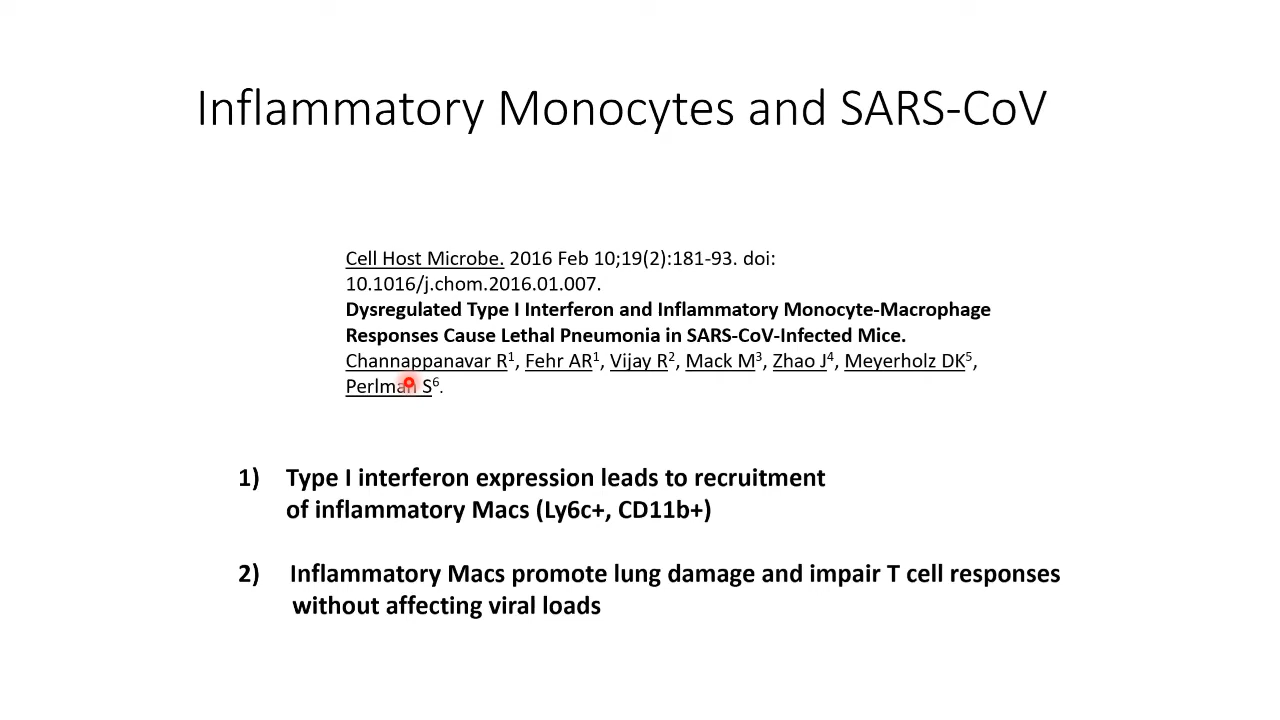 Inflammatory Monocytes and SARS-CoV
Cell Host Microbe. 2016 Feb 10;19(2):181-93. doi:
10.1016/j.chom.2016.01.007.
Dysregulated Type I Interferon and Inflammatory Monocyte-Macrophage
Responses Cause Lethal Pneumonia in SARS-CoV-Infected Mice.
Channappanavar R1, Fehr AR1, Vijay R2, Mack M3, Zhao J4, Meyerholz DK5,
Perlman S6.
1) Type I interferon expression leads to recruitment
of inflammatory Macs (Ly6c+, CD11b+)
2) Inflammatory Macs promote lung damage and impair T cell responses
without affecting viral loads